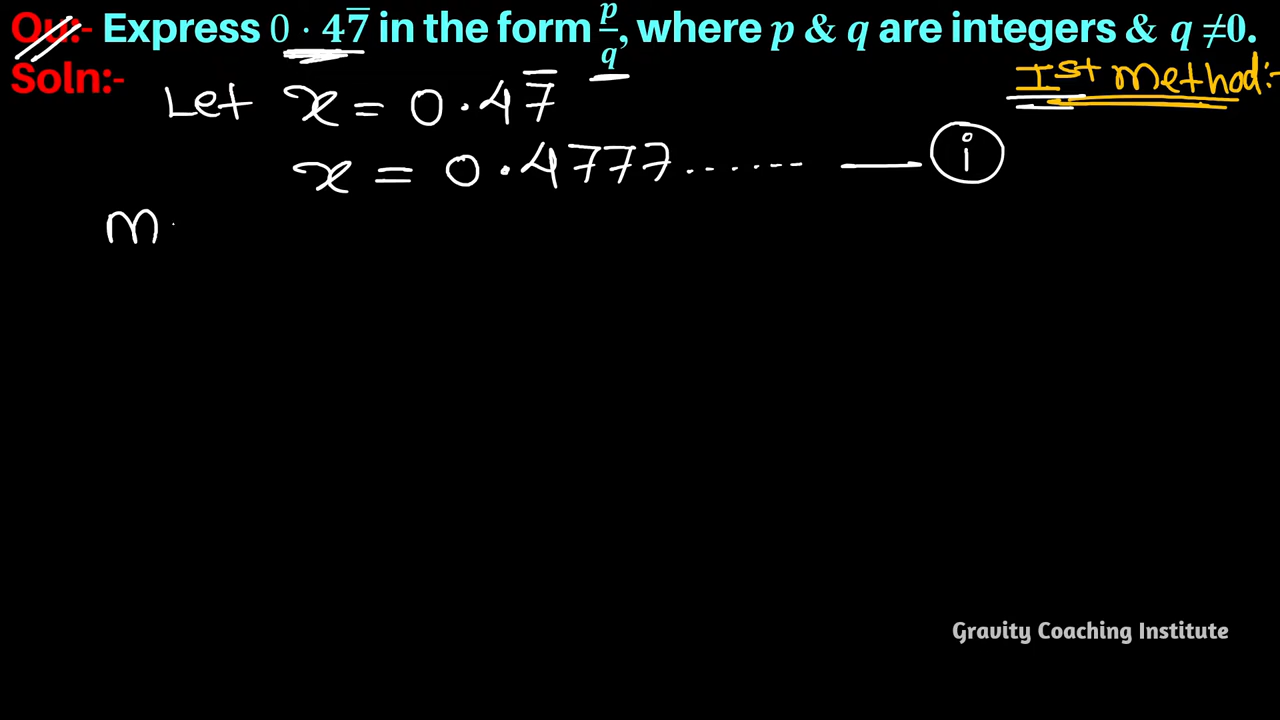 Qu:- Express 0 · 47̅ in the form p/q, where p & q are integers & q ≠0.
Soln:-
Ist Method:-
Let x = 0.47̅
x = 0.4777...... — i
M
Gravity Coaching Institute